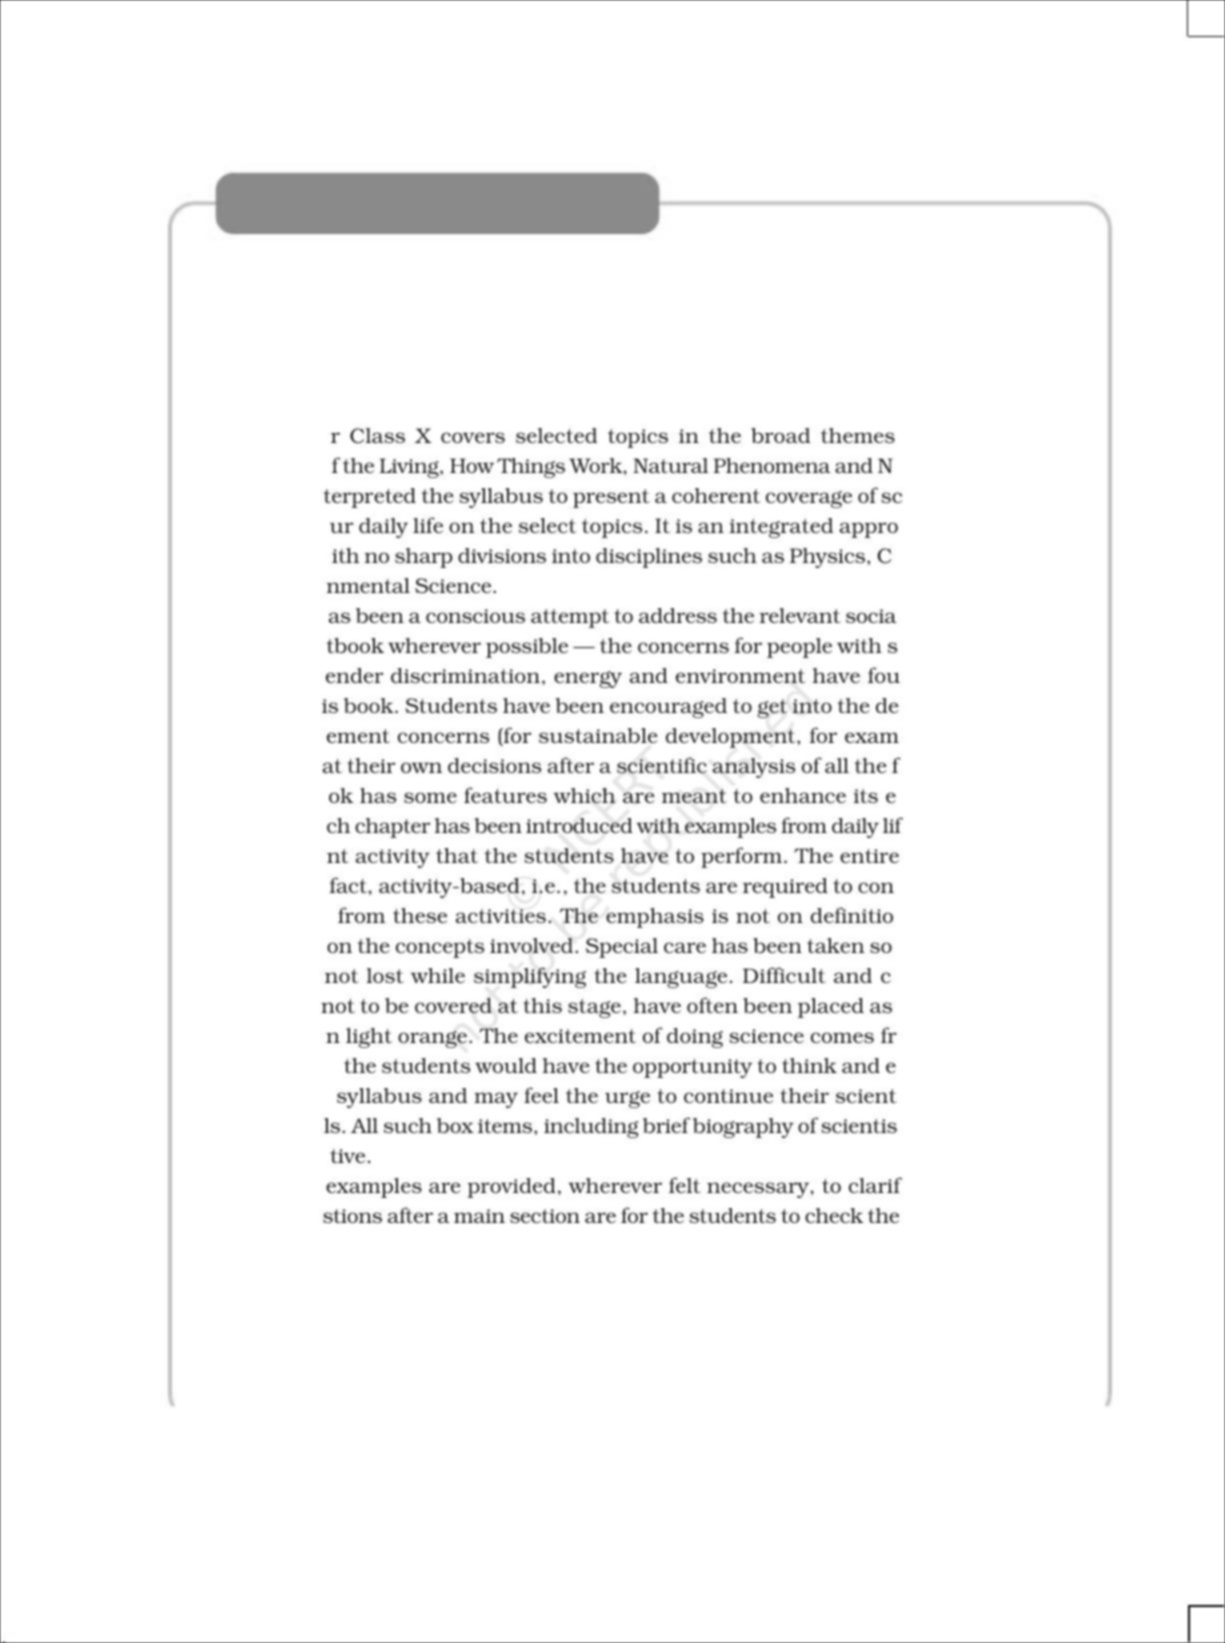 r Class X covers selected topics in the broad themes
f the Living, How Things Work, Natural Phenomena and N
terpreted the syllabus to present a coherent coverage of sc
ur daily life on the select topics. It is an integrated appro
ith no sharp divisions into disciplines such as Physics, C
nmental Science.
as been a conscious attempt to address the relevant socia
tbook wherever possible — the concerns for people with s
ender discrimination, energy and environment have fou
is book. Students have been encouraged to get into the de
ement concerns (for sustainable development, for exam
at their own decisions after a scientific analysis of all the f
ok has some features which are meant to enhance its e
ch chapter has been introduced with examples from daily lif
nt activity that the students have to perform. The entire
fact, activity-based, i.e., the students are required to con
from these activities. The emphasis is not on definitio
on the concepts involved. Special care has been taken so
not lost while simplifying the language. Difficult and c
not to be covered at this stage, have often been placed as
n light orange. The excitement of doing science comes fr
the students would have the opportunity to think and e
syllabus and may feel the urge to continue their scient
ls. All such box items, including brief biography of scientis
tive.
examples are provided, wherever felt necessary, to clarif
stions after a main section are for the students to check the
© NCERT
not to be republished